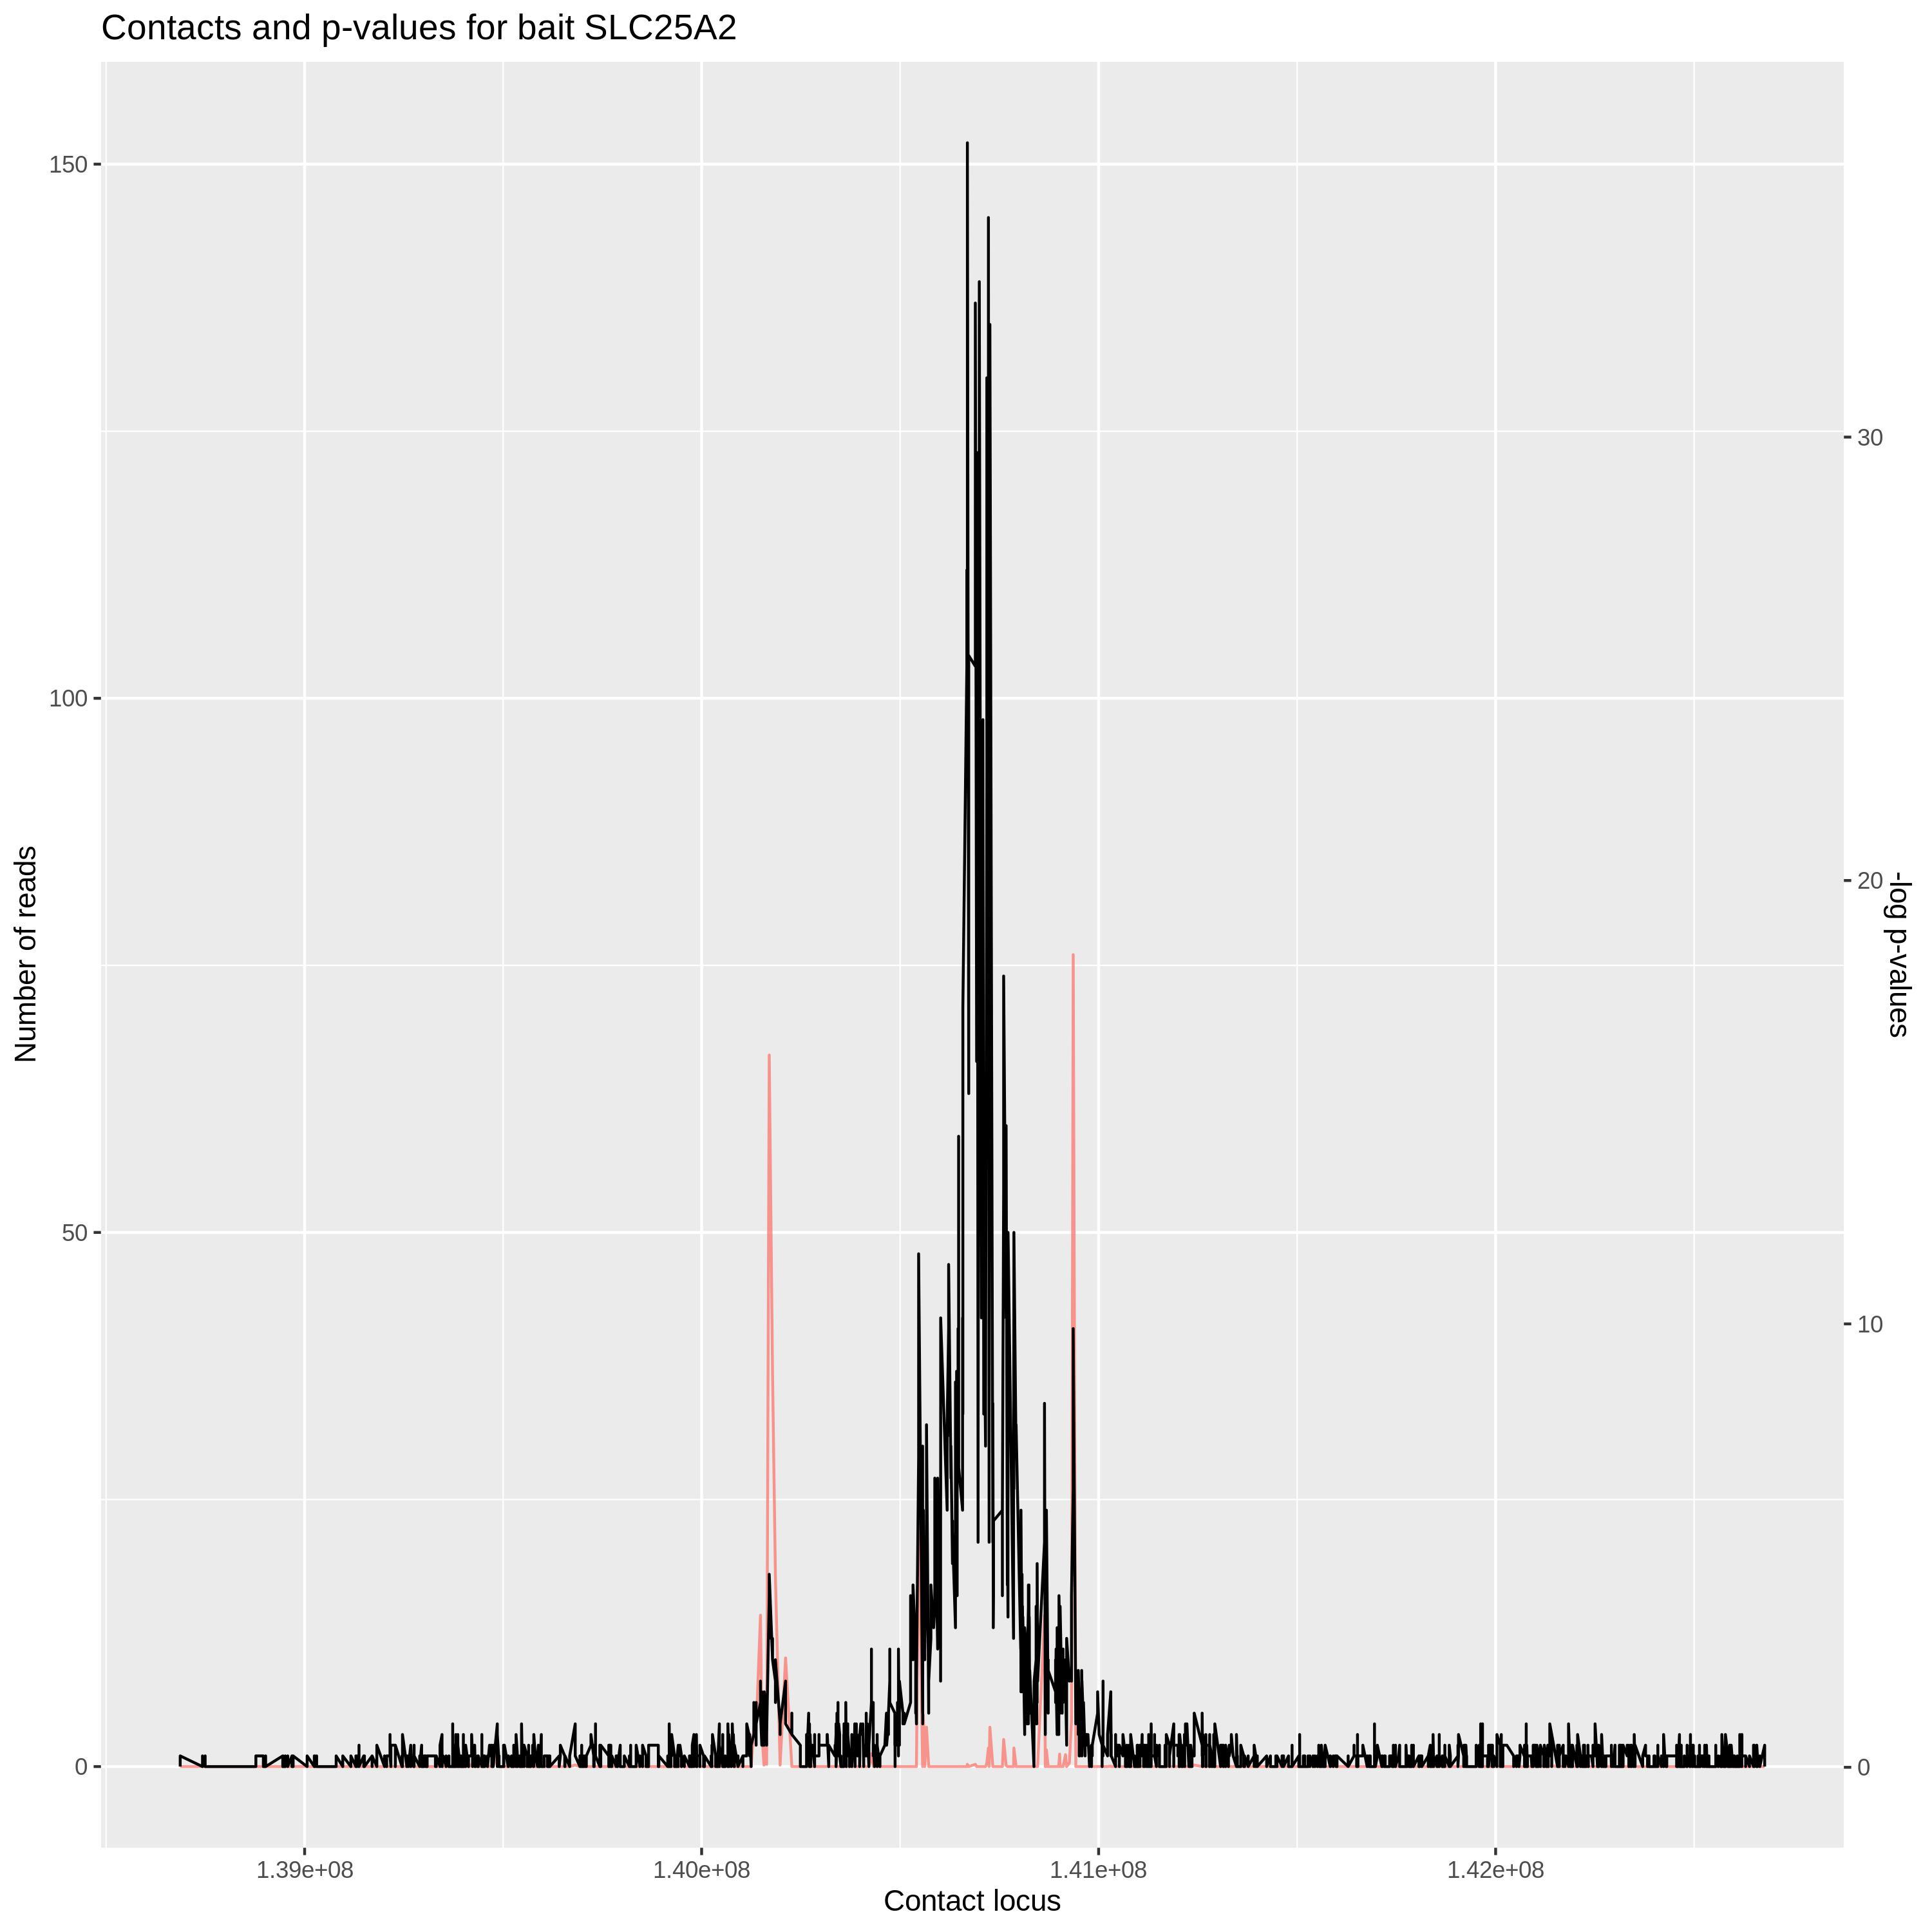 Contacts and p-values for bait SLC25A2
150
100
50
0
Number of reads
30
20
10
0
-log p-values
1.39e+08 1.40e+08 1.41e+08 1.42e+08
Contact locus